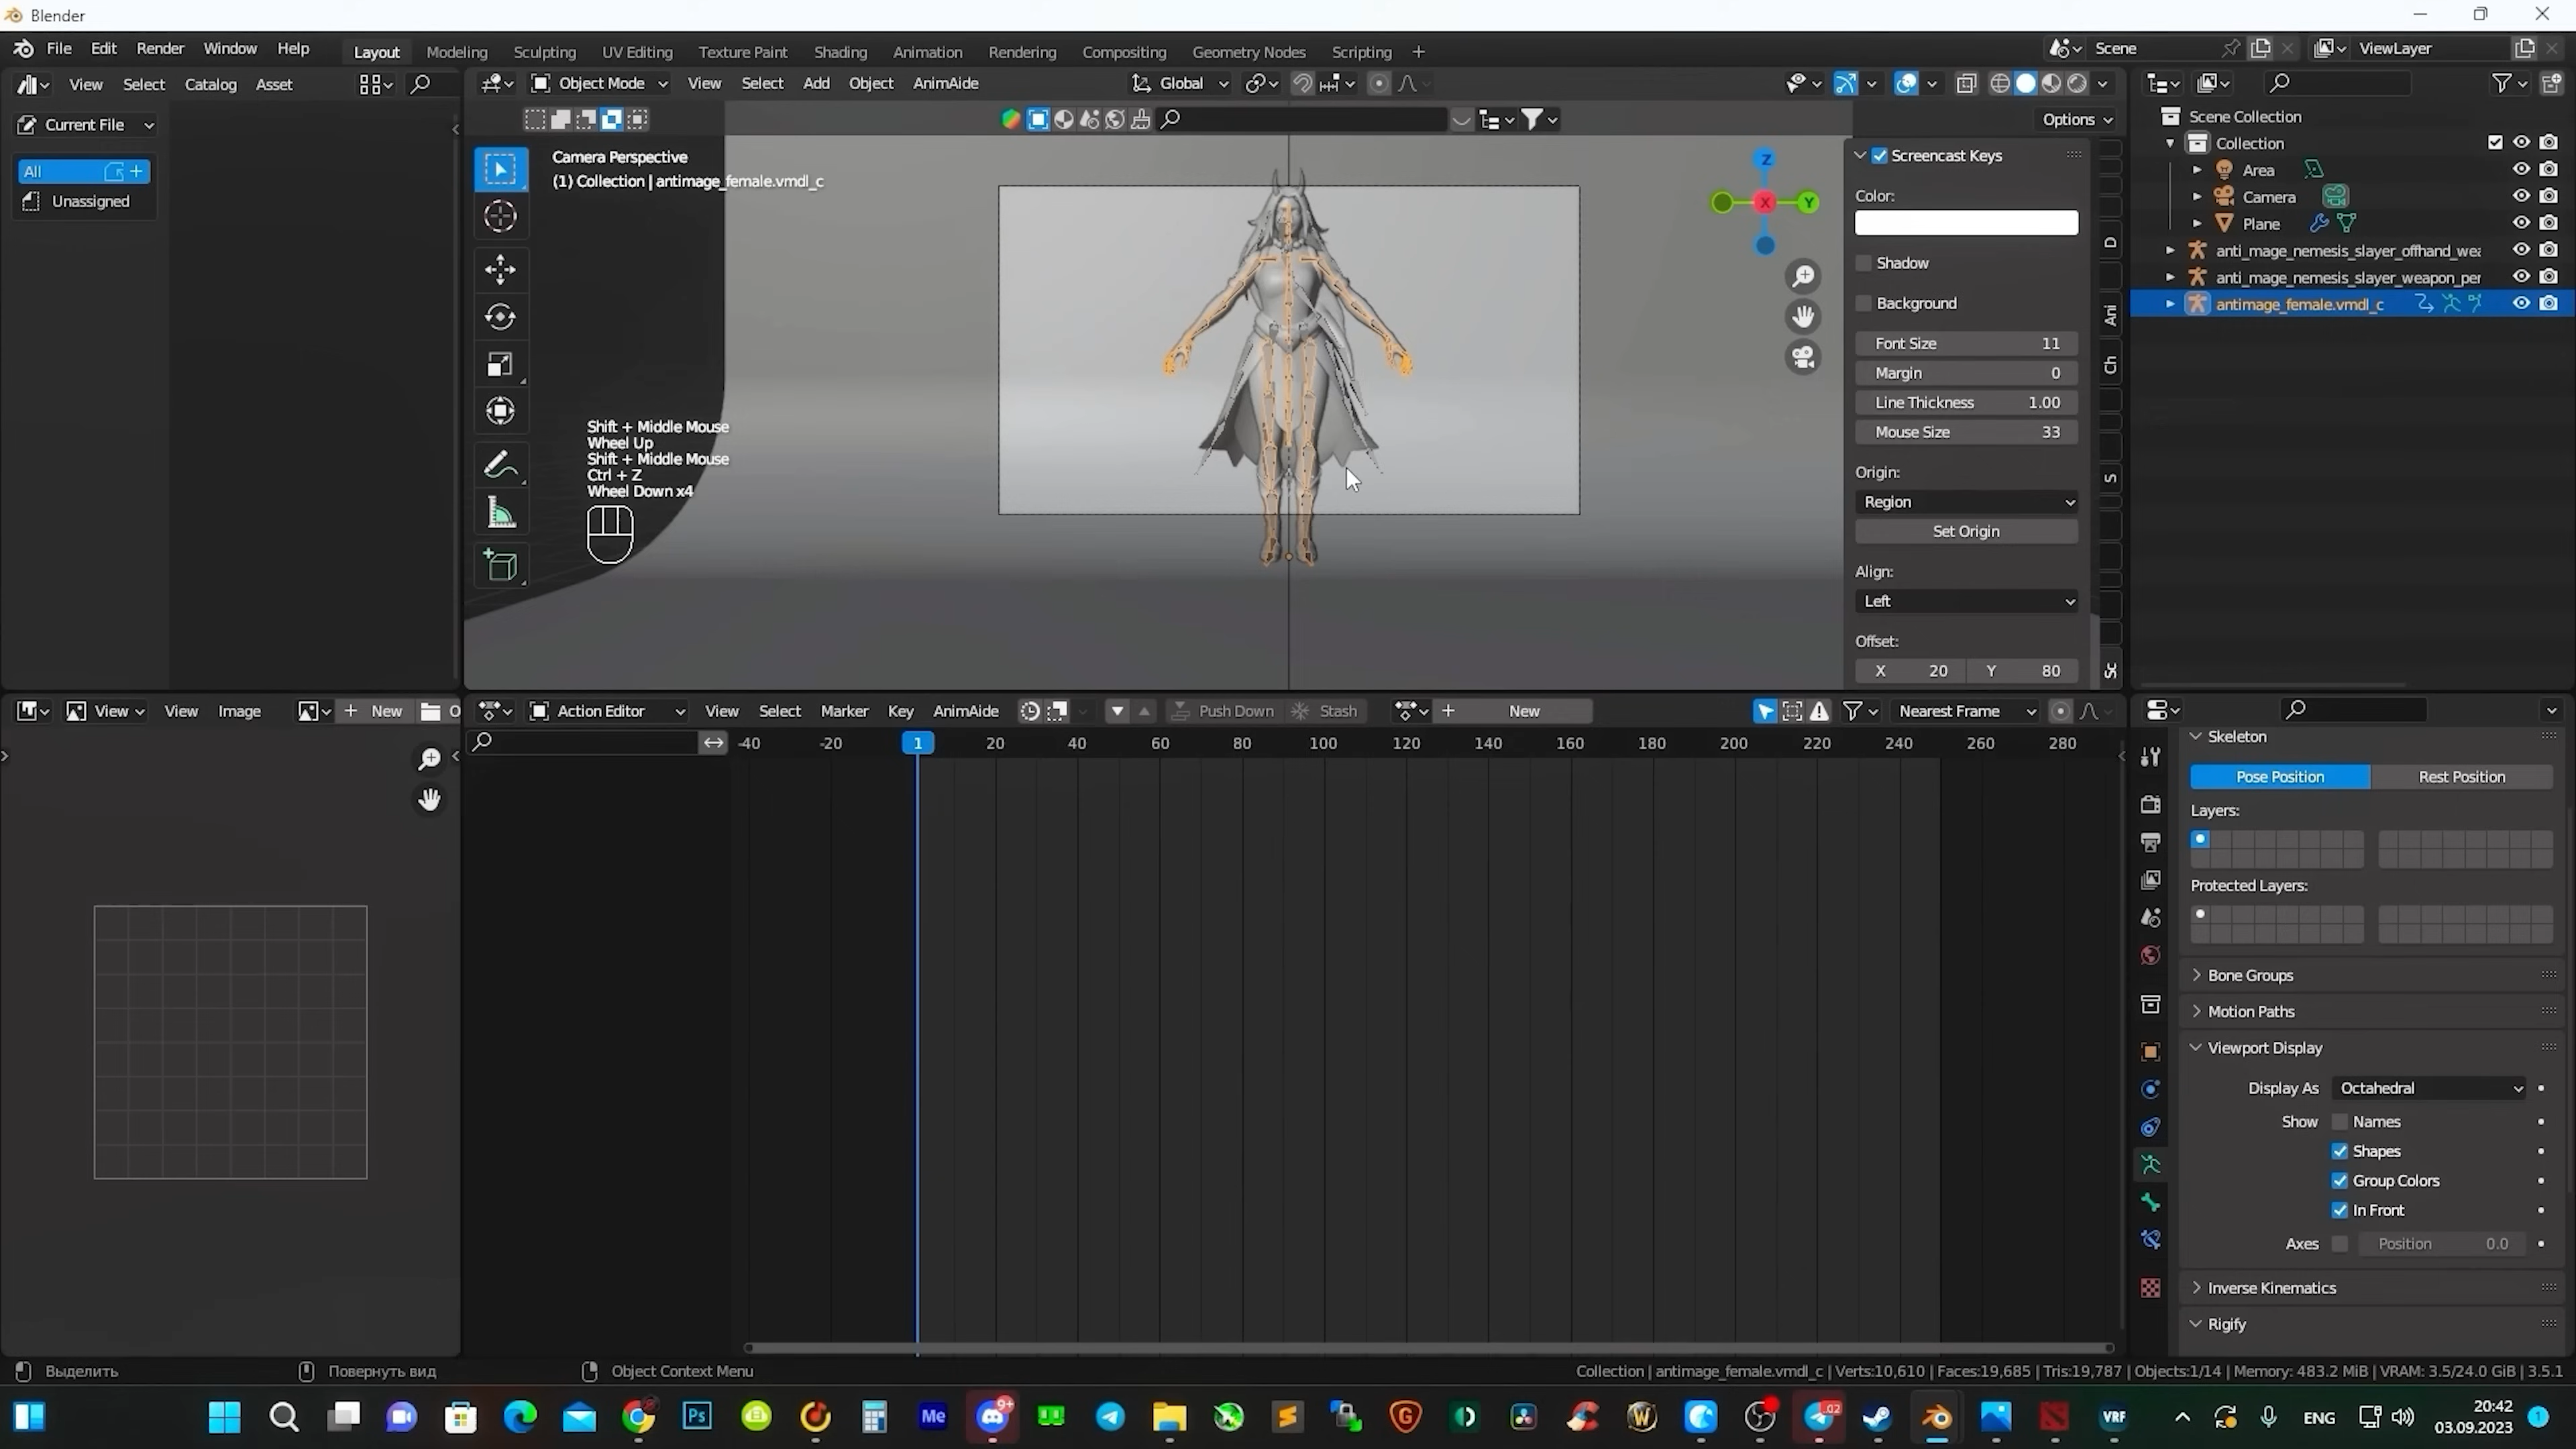 Blender
File Edit Render Window Help Layout Modeling Sculpting UV Editing Texture Paint Shading Animation Rendering Compositing Geometry Nodes Scripting + Scene ViewLayer
View Select Catalog Asset
Object Mode View Select Add Object AnimAide Global
Current File
All
Unassigned
Options
Camera Perspective
(1) Collection | antimage_female.vmdl_c
Shift + Middle Mouse
Wheel Up
Shift + Middle Mouse
Ctrl + Z
Wheel Down x4
Z
X
Y
Screencast Keys
Color:
Shadow
Background
Font Size 11
Margin 0
Line Thickness 1.00
Mouse Size 33
Origin:
Region
Set Origin
Align:
Left
Offset:
X 20 Y 80
D
Ani
Ch
S
Sc
Scene Collection
Collection
Area
Camera
Plane
anti_mage_nemesis_slayer_offhand_wea
anti_mage_nemesis_slayer_weapon_per
antimage_female.vmdl_c
View View Image + New O
Action Editor View Select Marker Key AnimAide Push Down Stash + New Nearest Frame
-40 -20 1 20 40 60 80 100 120 140 160 180 200 220 240 260 280
Skeleton
Pose Position Rest Position
Layers:
Protected Layers:
Bone Groups
Motion Paths
Viewport Display
Display As Octahedral
Show Names
Shapes
Group Colors
In Front
Axes Position 0.0
Inverse Kinematics
Rigify
Выделить Повернуть вид Object Context Menu Collection | antimage_female.vmdl_c | Verts:10,610 | Faces:19,685 | Tris:19,787 | Objects:1/14 | Memory: 483.2 MiB | VRAM: 3.5/24.0 GiB | 3.5.1
Ps Me 9+ G W 02 VRF ENG 20:42
03.09.2023 1